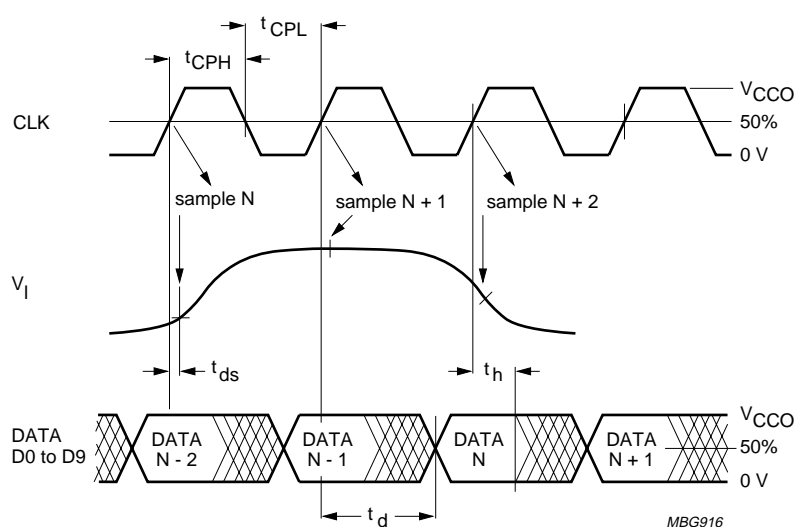 t CPL
t CPH
V CCO
CLK
50%
0 V
sample N
sample N + 1
sample N + 2
V I
t ds
t h
V CCO
DATA
D0 to D9
DATA
N - 2
DATA
N - 1
DATA
N
DATA
N + 1
50%
0 V
t d
MBG916